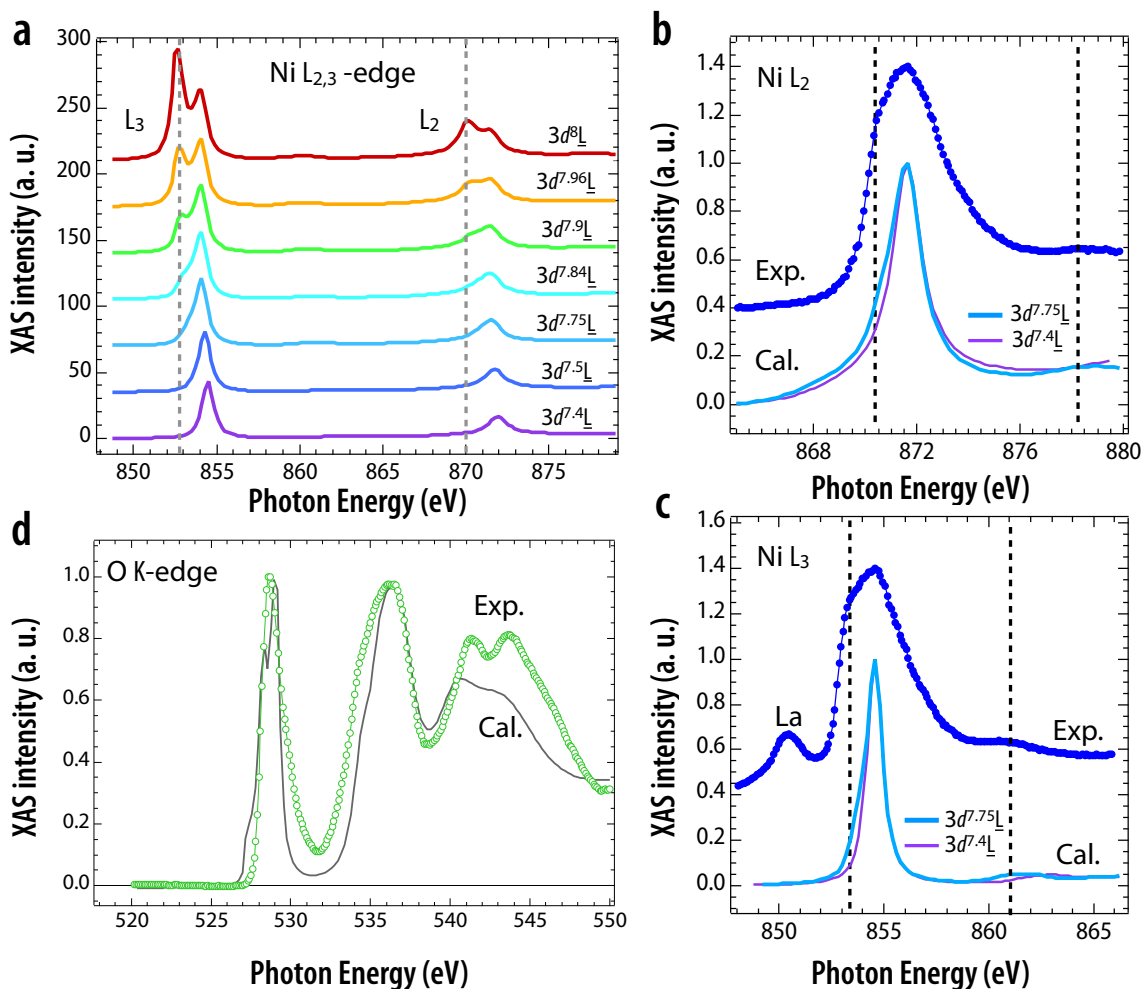 a
Ni L2,3 -edge
L3
L2
3d8L
3d7.96L
3d7.9L
3d7.84L
3d7.75L
3d7.5L
3d7.4L
300
250
200
150
100
50
0
XAS intensity (a. u.)
850 855 860 865 870 875
Photon Energy (eV)
b
Ni L2
Exp.
Cal.
3d7.75L
3d7.4L
1.4
1.2
1.0
0.8
0.6
0.4
0.2
0.0
XAS intensity (a. u.)
868 872 876 880
Photon Energy (eV)
d
O K-edge
Exp.
Cal.
1.0
0.8
0.6
0.4
0.2
0.0
XAS intensity (a. u.)
520 525 530 535 540 545 550
Photon Energy (eV)
c
Ni L3
La
Exp.
3d7.75L
3d7.4L
Cal.
1.6
1.4
1.2
1.0
0.8
0.6
0.4
0.2
0.0
XAS intensity (a. u.)
850 855 860 865
Photon Energy (eV)